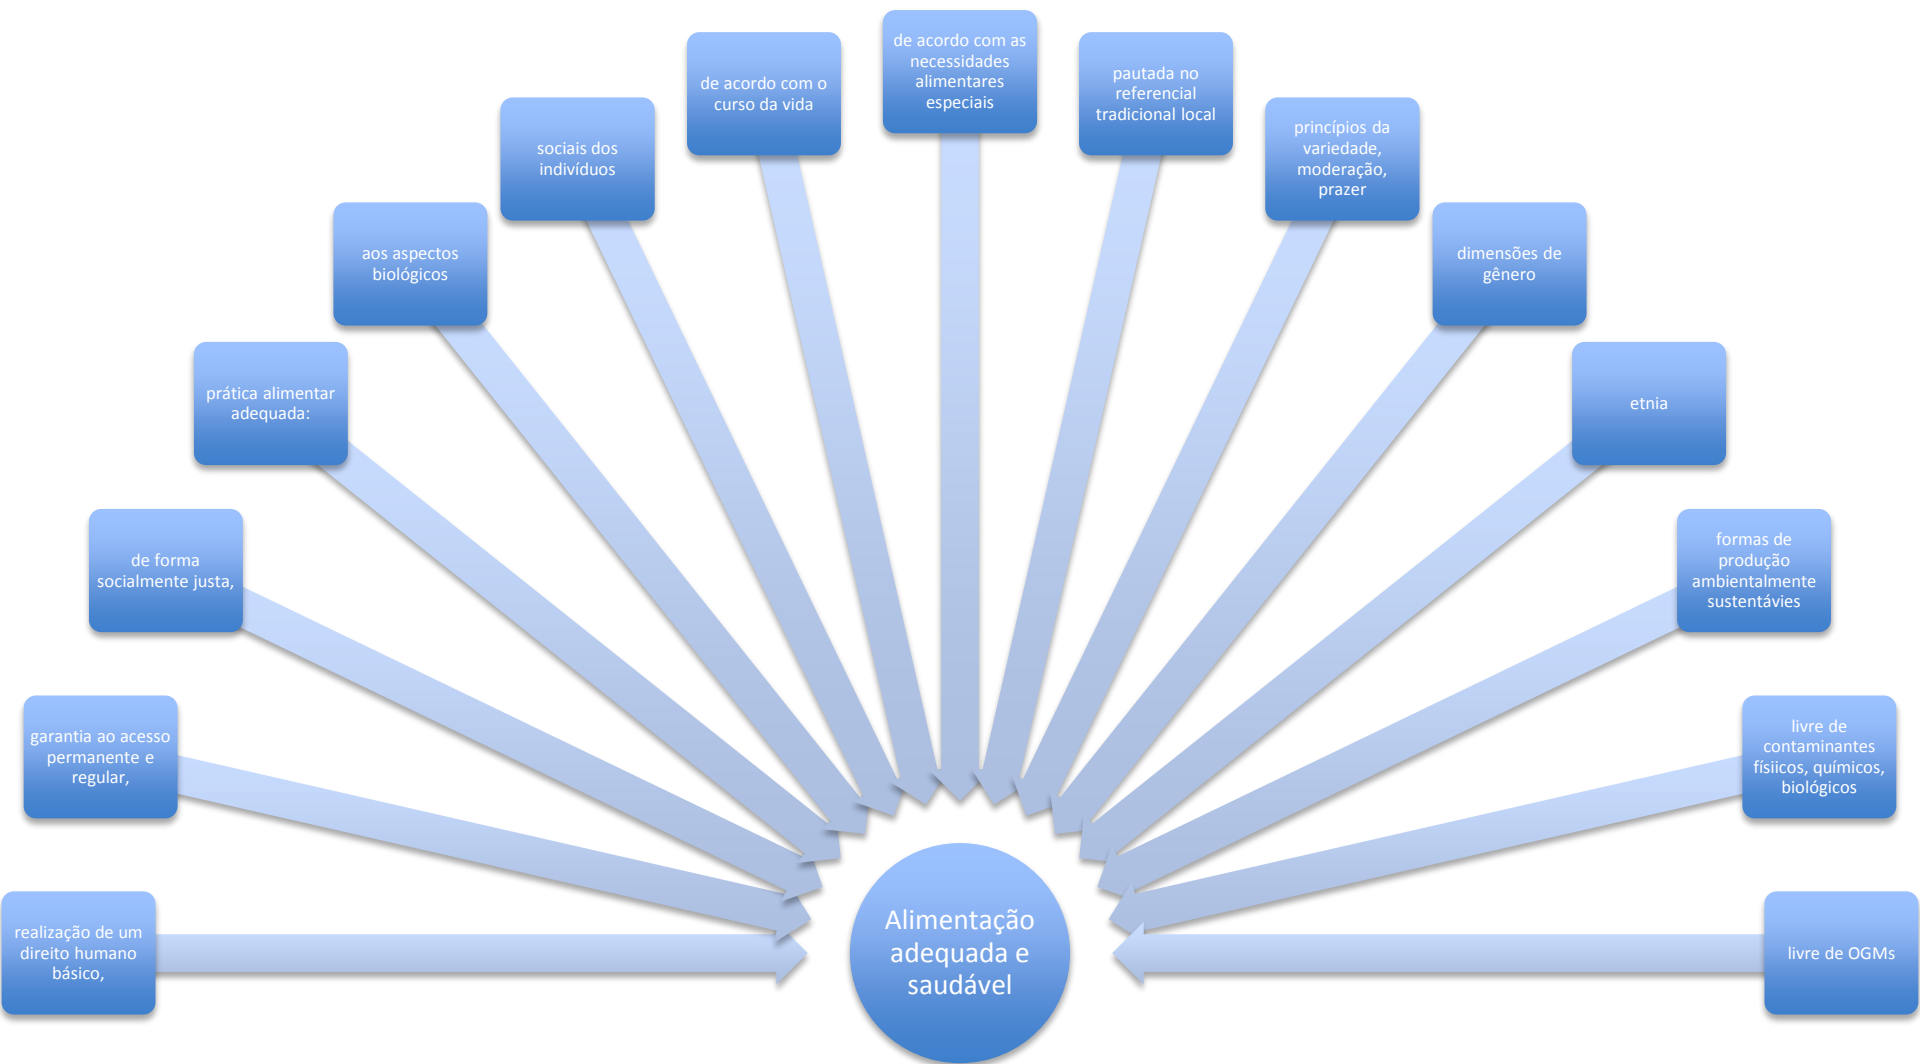 realização de um
direito humano
básico,
garantia ao acesso
permanente e
regular,
de forma
socialmente justa,
prática alimentar
adequada:
aos aspectos
biológicos
sociais dos
indivíduos
de acordo com o
curso da vida
de acordo com as
necessidades
alimentares
especiais
pautada no
referencial
tradicional local
princípios da
variedade,
moderação,
prazer
dimensões de
gênero
etnia
formas de
produção
ambientalmente
sustentávies
livre de
contaminantes
físiicos, químicos,
biológicos
livre de OGMs
Alimentação
adequada e
saudável